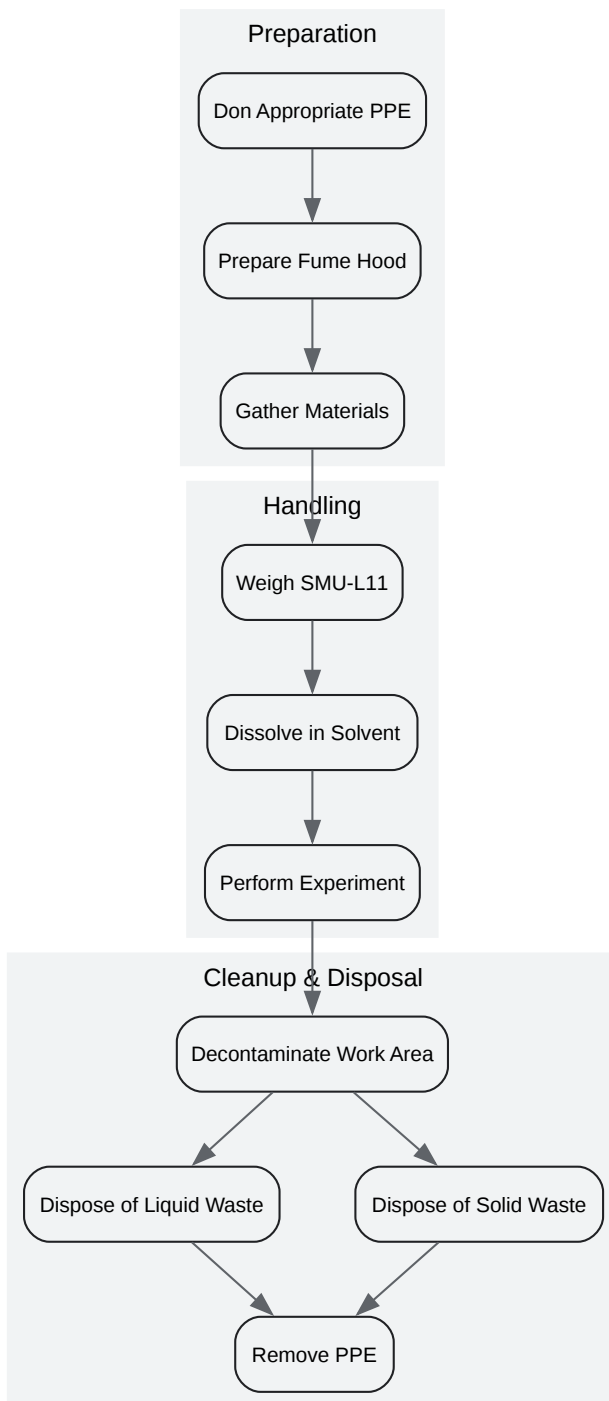 Preparation
Don Appropriate PPE
Prepare Fume Hood
Gather Materials
Handling
Weigh SMU-L11
Dissolve in Solvent
Perform Experiment
Cleanup & Disposal
Decontaminate Work Area
Dispose of Liquid Waste
Dispose of Solid Waste
Remove PPE